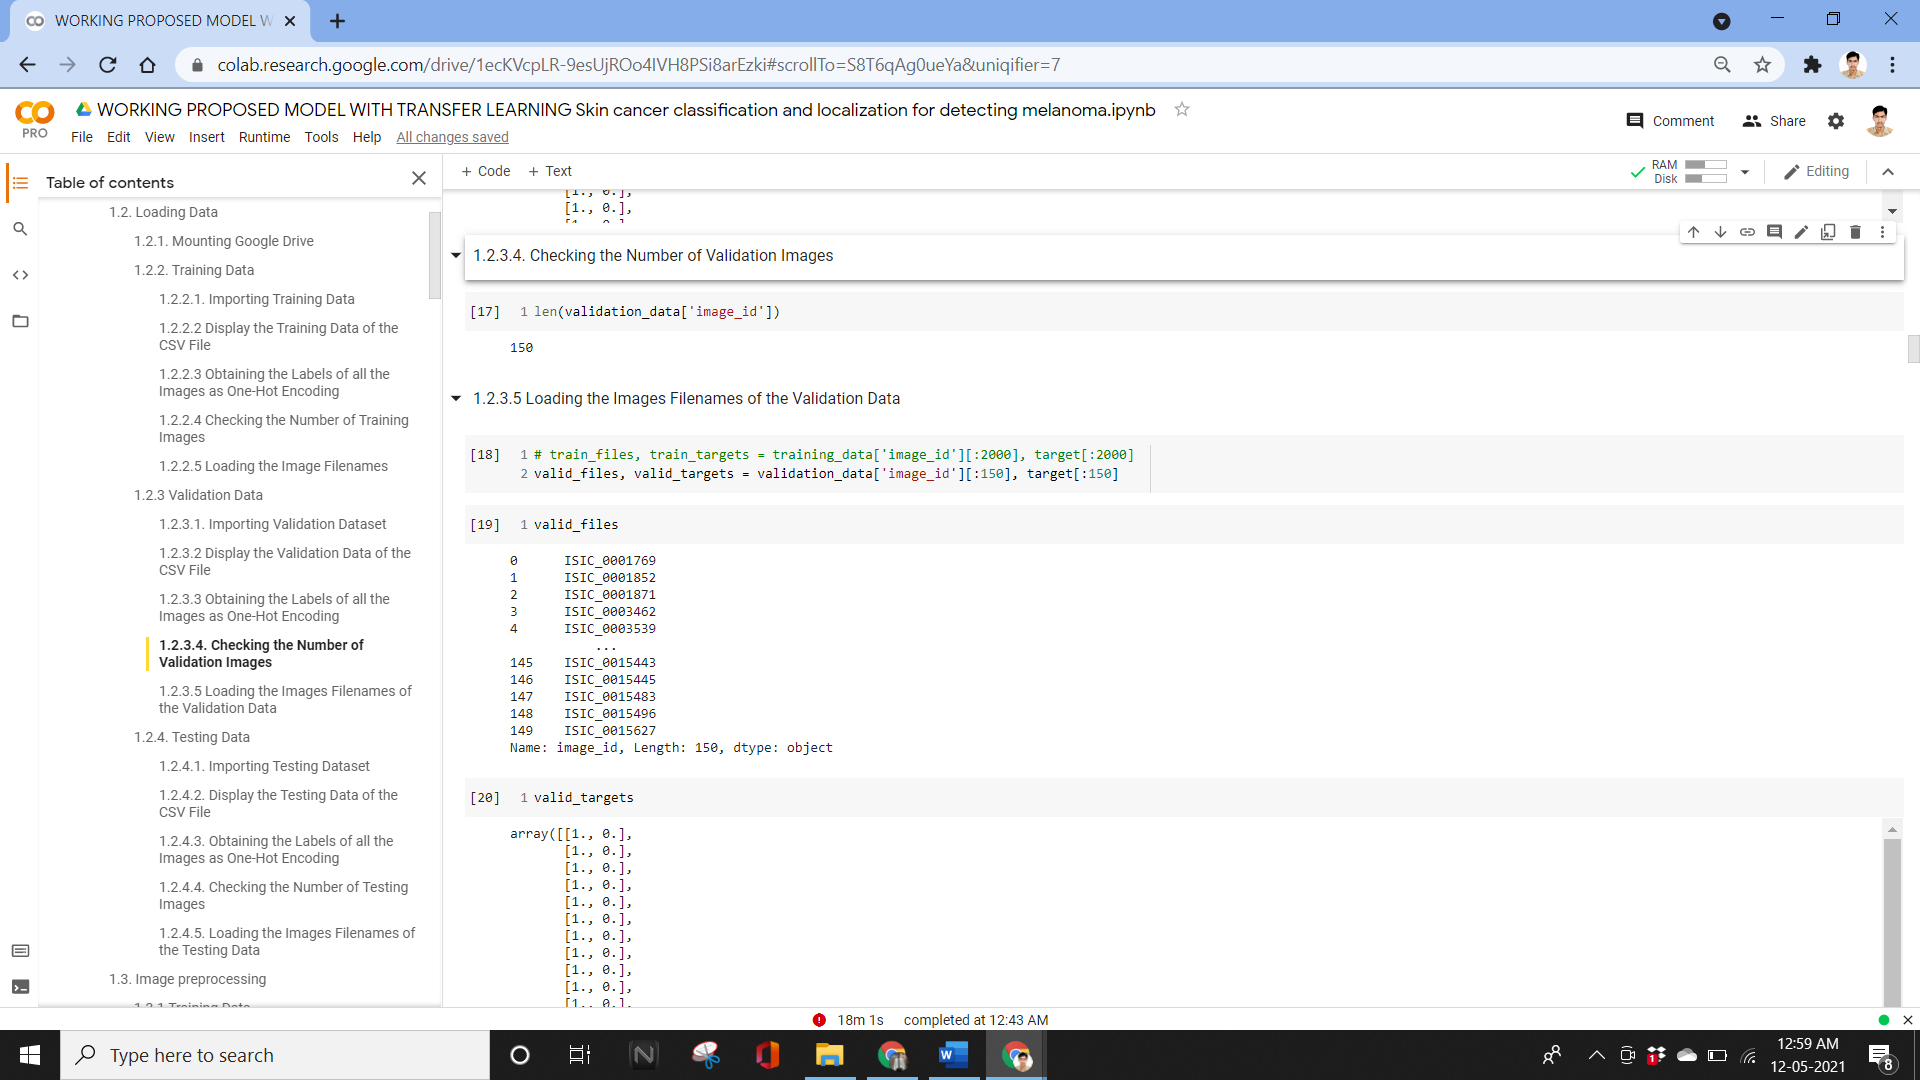 WORKING PROPOSED MODEL W
colab.research.google.com/drive/1ecKVcpLR-9esUjROo4IVH8PSi8arEzki#scrollTo=S8T6qAg0ueYa&uniqifier=7
PRO
WORKING PROPOSED MODEL WITH TRANSFER LEARNING Skin cancer classification and localization for detecting melanoma.ipynb
File Edit View Insert Runtime Tools Help All changes saved
Comment Share
Table of contents
1.2. Loading Data
1.2.1. Mounting Google Drive
1.2.2. Training Data
1.2.2.1. Importing Training Data
1.2.2.2 Display the Training Data of the
CSV File
1.2.2.3 Obtaining the Labels of all the
Images as One-Hot Encoding
1.2.2.4 Checking the Number of Training
Images
1.2.2.5 Loading the Image Filenames
1.2.3 Validation Data
1.2.3.1. Importing Validation Dataset
1.2.3.2 Display the Validation Data of the
CSV File
1.2.3.3 Obtaining the Labels of all the
Images as One-Hot Encoding
1.2.3.4. Checking the Number of
Validation Images
1.2.3.5 Loading the Images Filenames of
the Validation Data
1.2.4. Testing Data
1.2.4.1. Importing Testing Dataset
1.2.4.2. Display the Testing Data of the
CSV File
1.2.4.3. Obtaining the Labels of all the
Images as One-Hot Encoding
1.2.4.4. Checking the Number of Testing
Images
1.2.4.5. Loading the Images Filenames of
the Testing Data
1.3. Image preprocessing
1.3.1 Training Data
+ Code + Text
RAM
Disk
Editing
[1., 0.],
[1., 0.],
1.2.3.4. Checking the Number of Validation Images
[17] 1 len(validation_data['image_id'])
150
1.2.3.5 Loading the Images Filenames of the Validation Data
[18] 1 # train_files, train_targets = training_data['image_id'][:2000], target[:2000]
2 valid_files, valid_targets = validation_data['image_id'][:150], target[:150]
[19] 1 valid_files
0 ISIC_0001769
1 ISIC_0001852
2 ISIC_0001871
3 ISIC_0003462
4 ISIC_0003539
...
145 ISIC_0015443
146 ISIC_0015445
147 ISIC_0015483
148 ISIC_0015496
149 ISIC_0015627
Name: image_id, Length: 150, dtype: object
[20] 1 valid_targets
array([[1., 0.],
[1., 0.],
[1., 0.],
[1., 0.],
[1., 0.],
[1., 0.],
[1., 0.],
[1., 0.],
[1., 0.],
[1., 0.],
[1., 0.],
18m 1s completed at 12:43 AM
Type here to search
12:59 AM
12-05-2021
8